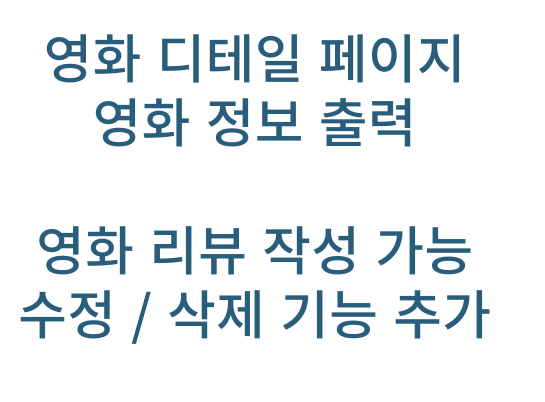 영화 디테일 페이지
영화 정보 출력
영화 리뷰 작성 가능
수정 / 삭제 기능 추가